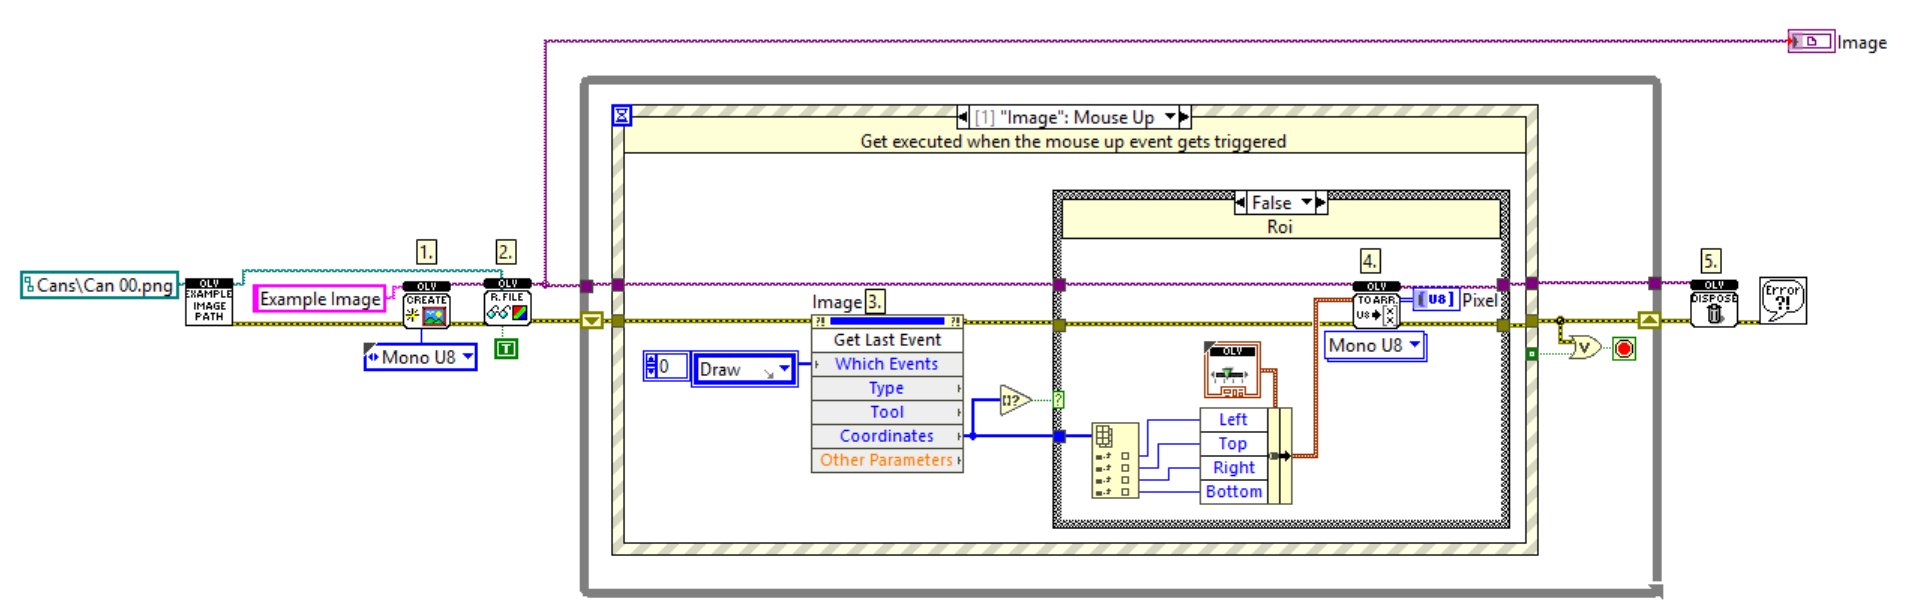 Image
[1] "Image": Mouse Up
Get executed when the mouse up event gets triggered
False
Roi
1.
2.
4.
5.
Cans\Can 00.png
OLV
EXAMPLE
IMAGE
PATH
Example Image
OLV
CREATE
Mono U8
OLV
R.FILE
T
Image 3.
Get Last Event
Which Events
Type
Tool
Coordinates
Other Parameters
0
Draw
[]?
?
OLV
TO ARR.
U8
[U8]
Pixel
Mono U8
OLV
Left
Top
Right
Bottom
V
OLV
DISPOSE
Error
?!